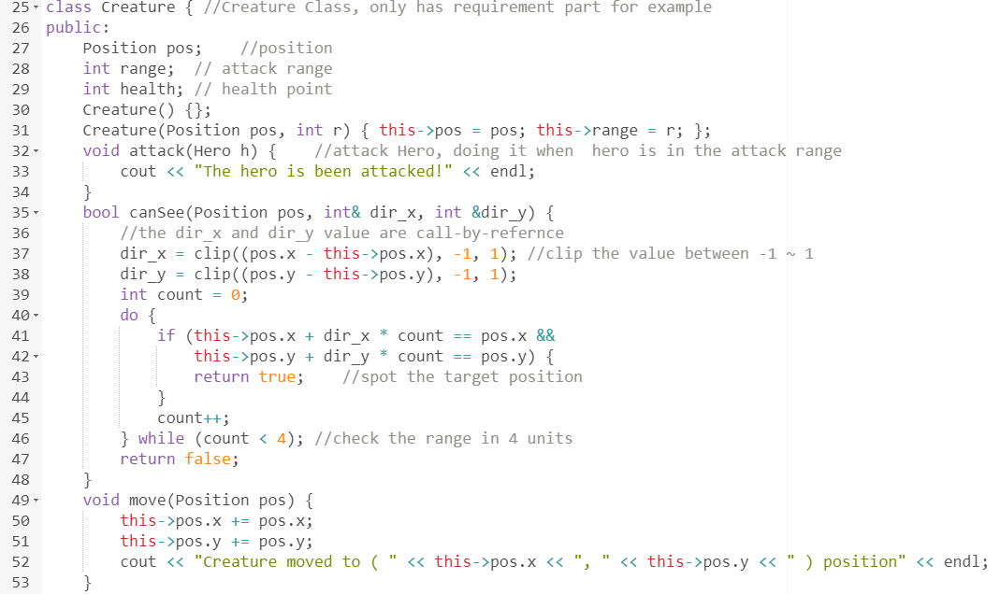 25 class Creature { //Creature Class, only has requirement part for example
26 public:
27     Position pos;    //position
28     int range;  // attack range
29     int health; // health point
30     Creature() {};
31     Creature(Position pos, int r) { this->pos = pos; this->range = r; };
32     void attack(Hero h) {    //attack Hero, doing it when  hero is in the attack range
33         cout << "The hero is been attacked!" << endl;
34     }
35     bool canSee(Position pos, int& dir_x, int &dir_y) {
36         //the dir_x and dir_y value are call-by-refernce
37         dir_x = clip((pos.x - this->pos.x), -1, 1); //clip the value between -1 ~ 1
38         dir_y = clip((pos.y - this->pos.y), -1, 1);
39         int count = 0;
40         do {
41             if (this->pos.x + dir_x * count == pos.x &&
42                 this->pos.y + dir_y * count == pos.y) {
43                 return true;    //spot the target position
44             }
45             count++;
46         } while (count < 4); //check the range in 4 units
47         return false;
48     }
49     void move(Position pos) {
50         this->pos.x += pos.x;
51         this->pos.y += pos.y;
52         cout << "Creature moved to ( " << this->pos.x << ", " << this->pos.y << " ) position" << endl;
53     }